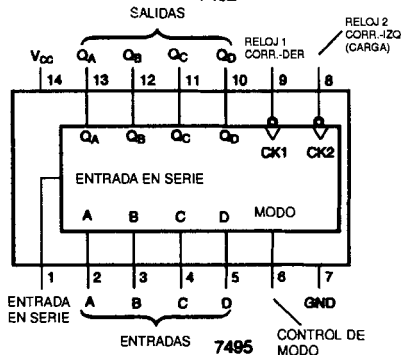 SALIDAS
RELOJ 1
CORR.-DER
RELOJ 2
CORR.-IZQ
(CARGA)
Vcc QA QB QC QD
14 13 12 11 10 9 8
QA QB QC QD
CK1 CK2
ENTRADA EN SERIE
A B C D MODO
1 2 3 4 5 6 7
ENTRADA
EN SERIE
A B C D GND
ENTRADAS
7495
CONTROL DE
MODO